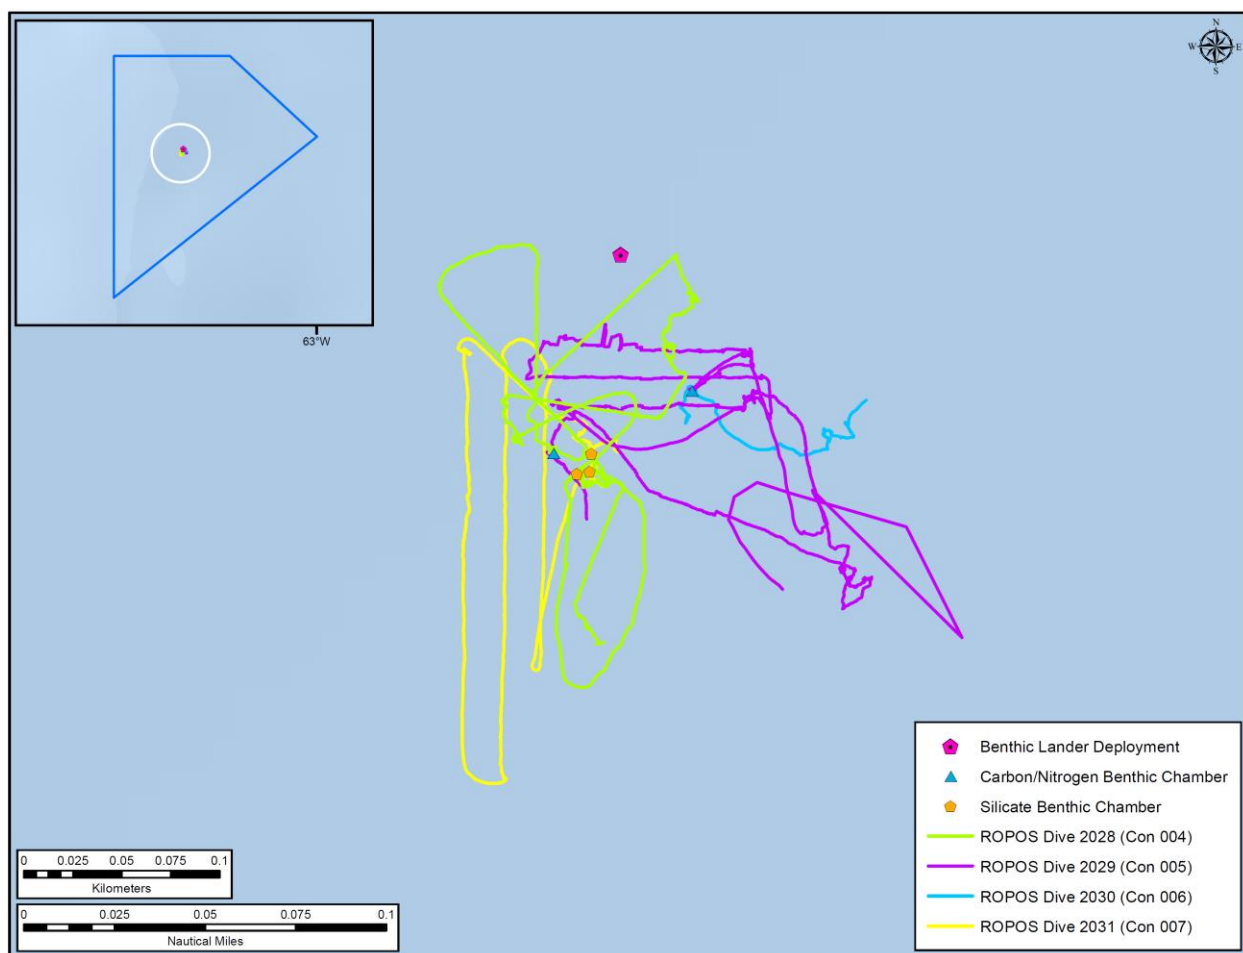 N
W E
S
63°W
Benthic Lander Deployment
Carbon/Nitrogen Benthic Chamber
Silicate Benthic Chamber
ROPOS Dive 2028 (Con 004)
ROPOS Dive 2029 (Con 005)
ROPOS Dive 2030 (Con 006)
ROPOS Dive 2031 (Con 007)
0 0.025 0.05 0.075 0.1
Kilometers
0 0.025 0.05 0.075 0.1
Nautical Miles